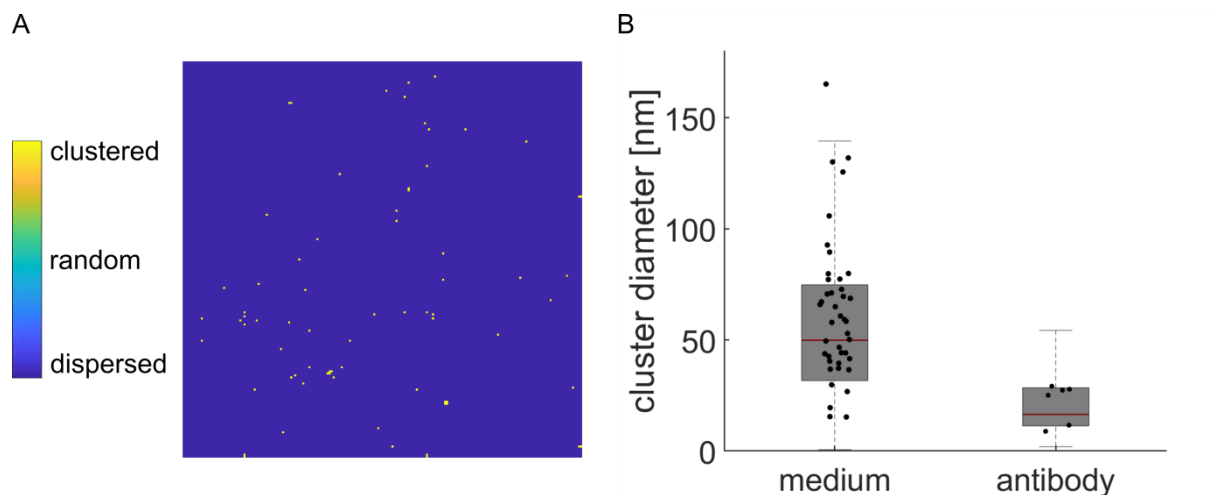 A
clustered
random
dispersed
B
cluster diameter [nm]
150
100
50
0
medium
antibody